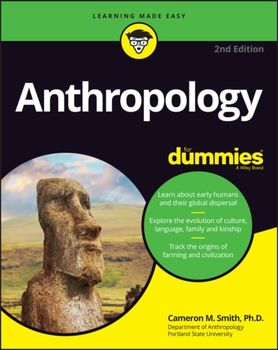 LEARNING MADE EASY
2nd Edition
Anthropology
for
dummies
A Wiley Brand
Learn about early humans
and their global dispersal
Explore the evolution of culture,
language, family and kinship
Track the origins of
farming and civilization
Cameron M. Smith, Ph.D.
Department of Anthropology
Portland State University